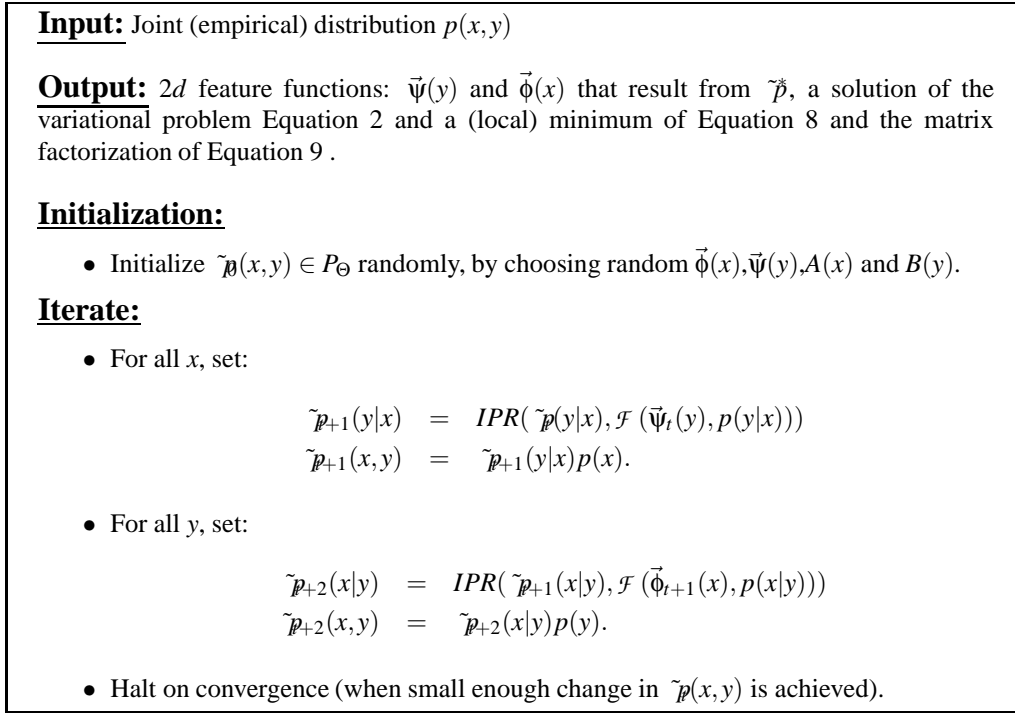 Input: Joint (empirical) distribution p(x,y)
Output: 2d feature functions: ψ⃗(y) and ϕ⃗(x) that result from p̃*, a solution of the
variational problem Equation 2 and a (local) minimum of Equation 8 and the matrix
factorization of Equation 9 .
Initialization:
• Initialize p̃₀(x,y) ∈ P_Θ randomly, by choosing random ϕ⃗(x),ψ⃗(y),A(x) and B(y).
Iterate:
• For all x, set:
p̃ₜ₊₁(y|x) = IPR(p̃ₜ(y|x), ℱ(ψ⃗ₜ(y), p(y|x)))
p̃ₜ₊₁(x,y) = p̃ₜ₊₁(y|x)p(x).
• For all y, set:
p̃ₜ₊₂(x|y) = IPR(p̃ₜ₊₁(x|y), ℱ(ϕ⃗ₜ₊₁(x), p(x|y)))
p̃ₜ₊₂(x,y) = p̃ₜ₊₂(x|y)p(y).
• Halt on convergence (when small enough change in p̃ₜ(x,y) is achieved).